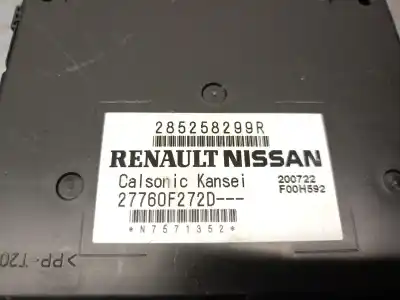 285258299R
RENAULT NISSAN
Calsonic Kansei
200722
F00H592
27760F272D---
*N7571352*
>PP-T20